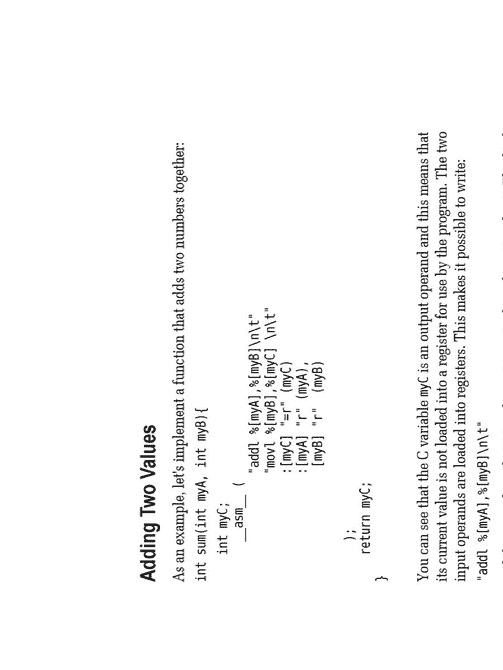 Adding Two Values
As an example, let's implement a function that adds two numbers together:
int sum(int myA, int myB){
int myC;
__asm__ (
"addl %[myA],%[myB]\n\t"
"movl %[myB],%[myC] \n\t"
:[myC] "=r" (myC)
:[myA] "r" (myA),
[myB] "r"  (myB)
);
return myC;
}
You can see that the C variable myC is an output operand and this means that
its current value is not loaded into a register for use by the program. The two
input operands are loaded into registers. This makes it possible to write:
"addl %[myA],%[myB]\n\t"